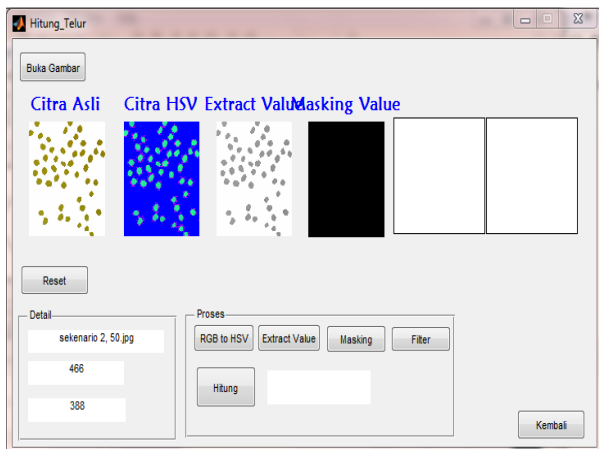 Hitung_Telur
Buka Gambar
Citra Asli Citra HSV Extract Value Masking Value
Reset
Detail
sekenario 2, 50.jpg
466
388
Proses
RGB to HSV Extract Value Masking Filter
Hitung
Kembali